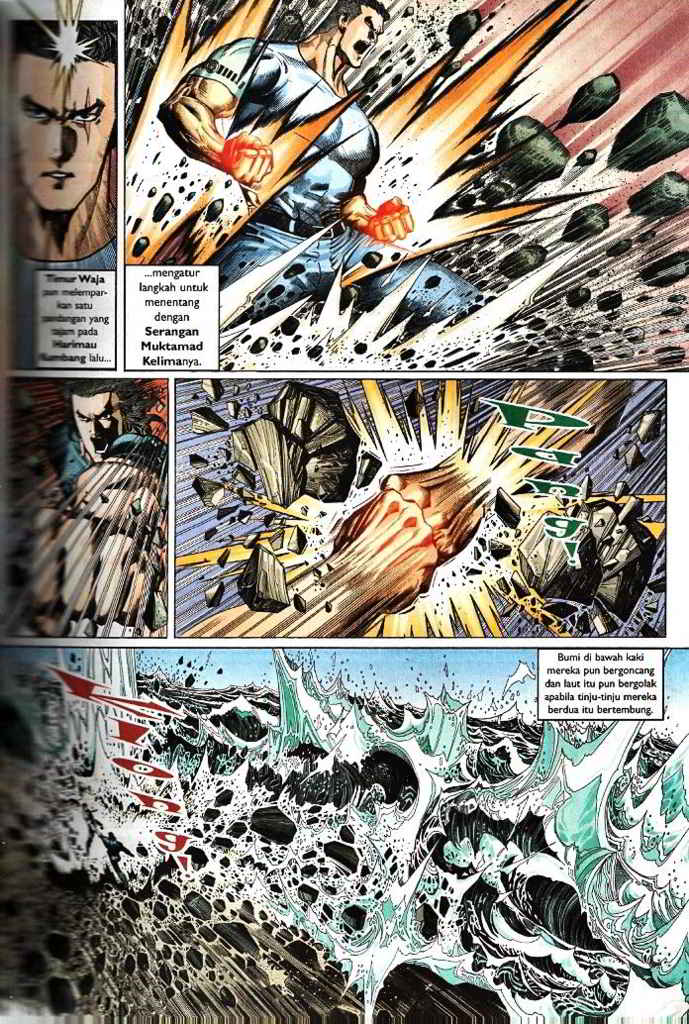 Timur Waja
pun melempar-
kan satu
pandangan yang
tajam pada
Harimau
Kumbang lalu...
...mengatur
langkah untuk
menentang
dengan
Serangan
Muktamad
Kelimanya.
Pang!
Bumi di bawah kaki
mereka pun bergoncang
dan laut itu pun bergolak
apabila tinju-tinju mereka
berdua itu bertembung.
Klong!